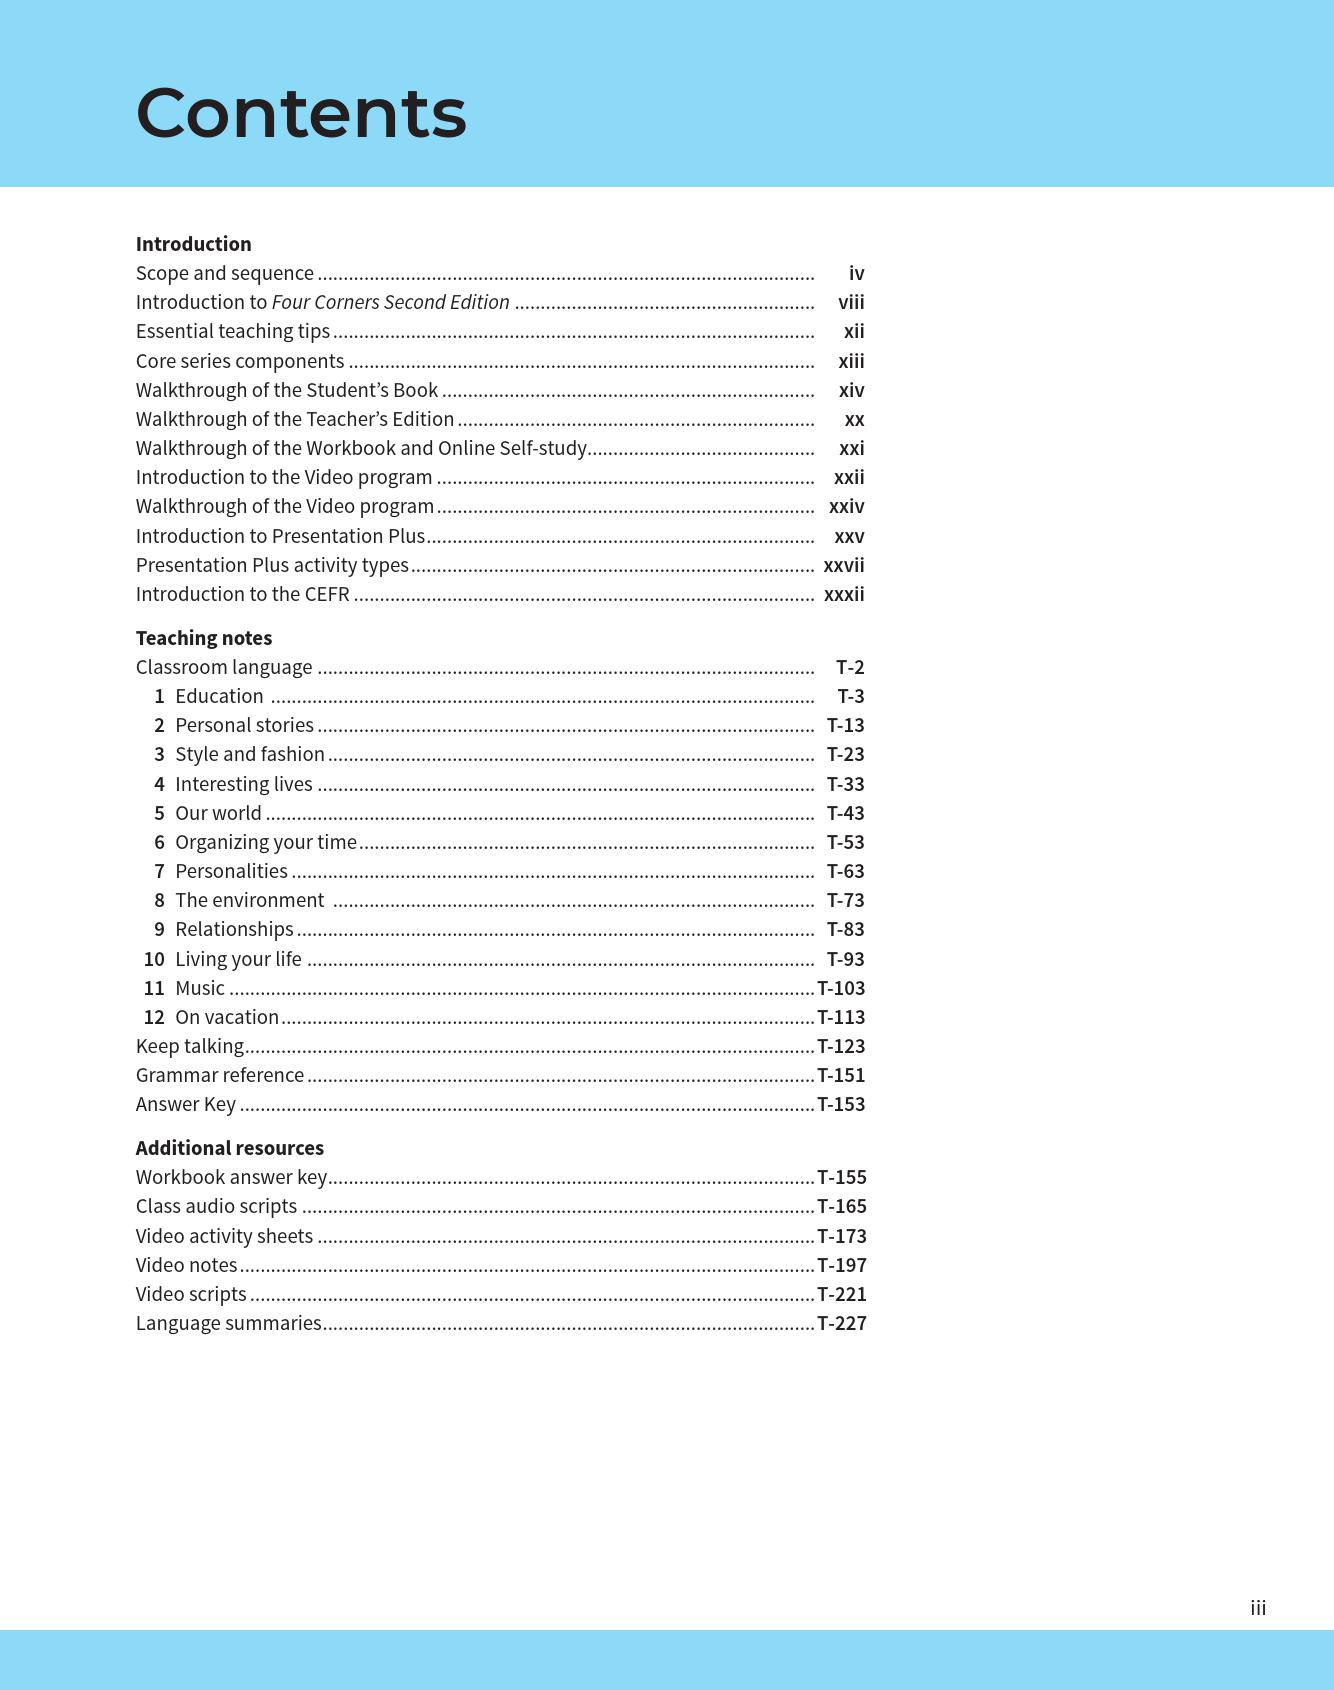 Contents
Introduction
Scope and sequence ................................................................................................ iv
Introduction to Four Corners Second Edition .......................................................... viii
Essential teaching tips ............................................................................................. xii
Core series components .......................................................................................... xiii
Walkthrough of the Student’s Book ........................................................................ xiv
Walkthrough of the Teacher’s Edition ..................................................................... xx
Walkthrough of the Workbook and Online Self-study............................................ xxi
Introduction to the Video program ......................................................................... xxii
Walkthrough of the Video program ......................................................................... xxiv
Introduction to Presentation Plus........................................................................... xxv
Presentation Plus activity types .............................................................................. xxvii
Introduction to the CEFR ......................................................................................... xxxii
Teaching notes
Classroom language ................................................................................................ T-2
1 Education ......................................................................................................... T-3
2 Personal stories ................................................................................................ T-13
3 Style and fashion .............................................................................................. T-23
4 Interesting lives ................................................................................................ T-33
5 Our world .......................................................................................................... T-43
6 Organizing your time ........................................................................................ T-53
7 Personalities ..................................................................................................... T-63
8 The environment ............................................................................................. T-73
9 Relationships .................................................................................................... T-83
10 Living your life .................................................................................................. T-93
11 Music ................................................................................................................. T-103
12 On vacation ....................................................................................................... T-113
Keep talking.............................................................................................................. T-123
Grammar reference .................................................................................................. T-151
Answer Key ............................................................................................................... T-153
Additional resources
Workbook answer key.............................................................................................. T-155
Class audio scripts ................................................................................................... T-165
Video activity sheets ................................................................................................ T-173
Video notes ............................................................................................................... T-197
Video scripts ............................................................................................................. T-221
Language summaries............................................................................................... T-227
iii